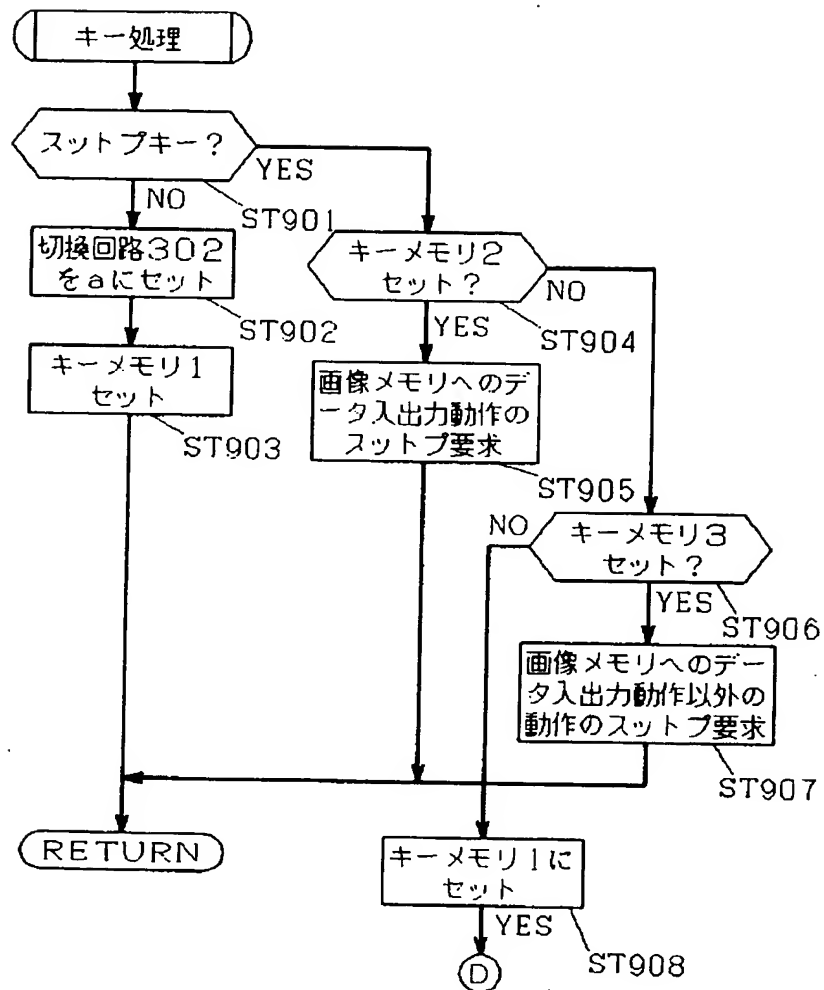 キー処理
スットプキー?
YES
NO
ST901
切換回路302
をaにセット
ST902
キーメモリ1
セット
ST903
キーメモリ2
セット?
NO
YES
ST904
画像メモリへのデ
ータ入出力動作の
スットプ要求
ST905
NO
キーメモリ3
セット?
YES
ST906
画像メモリへのデー
タ入出力動作以外の
動作のスットプ要求
ST907
RETURN
キーメモリ1に
セット
YES
ST908
D